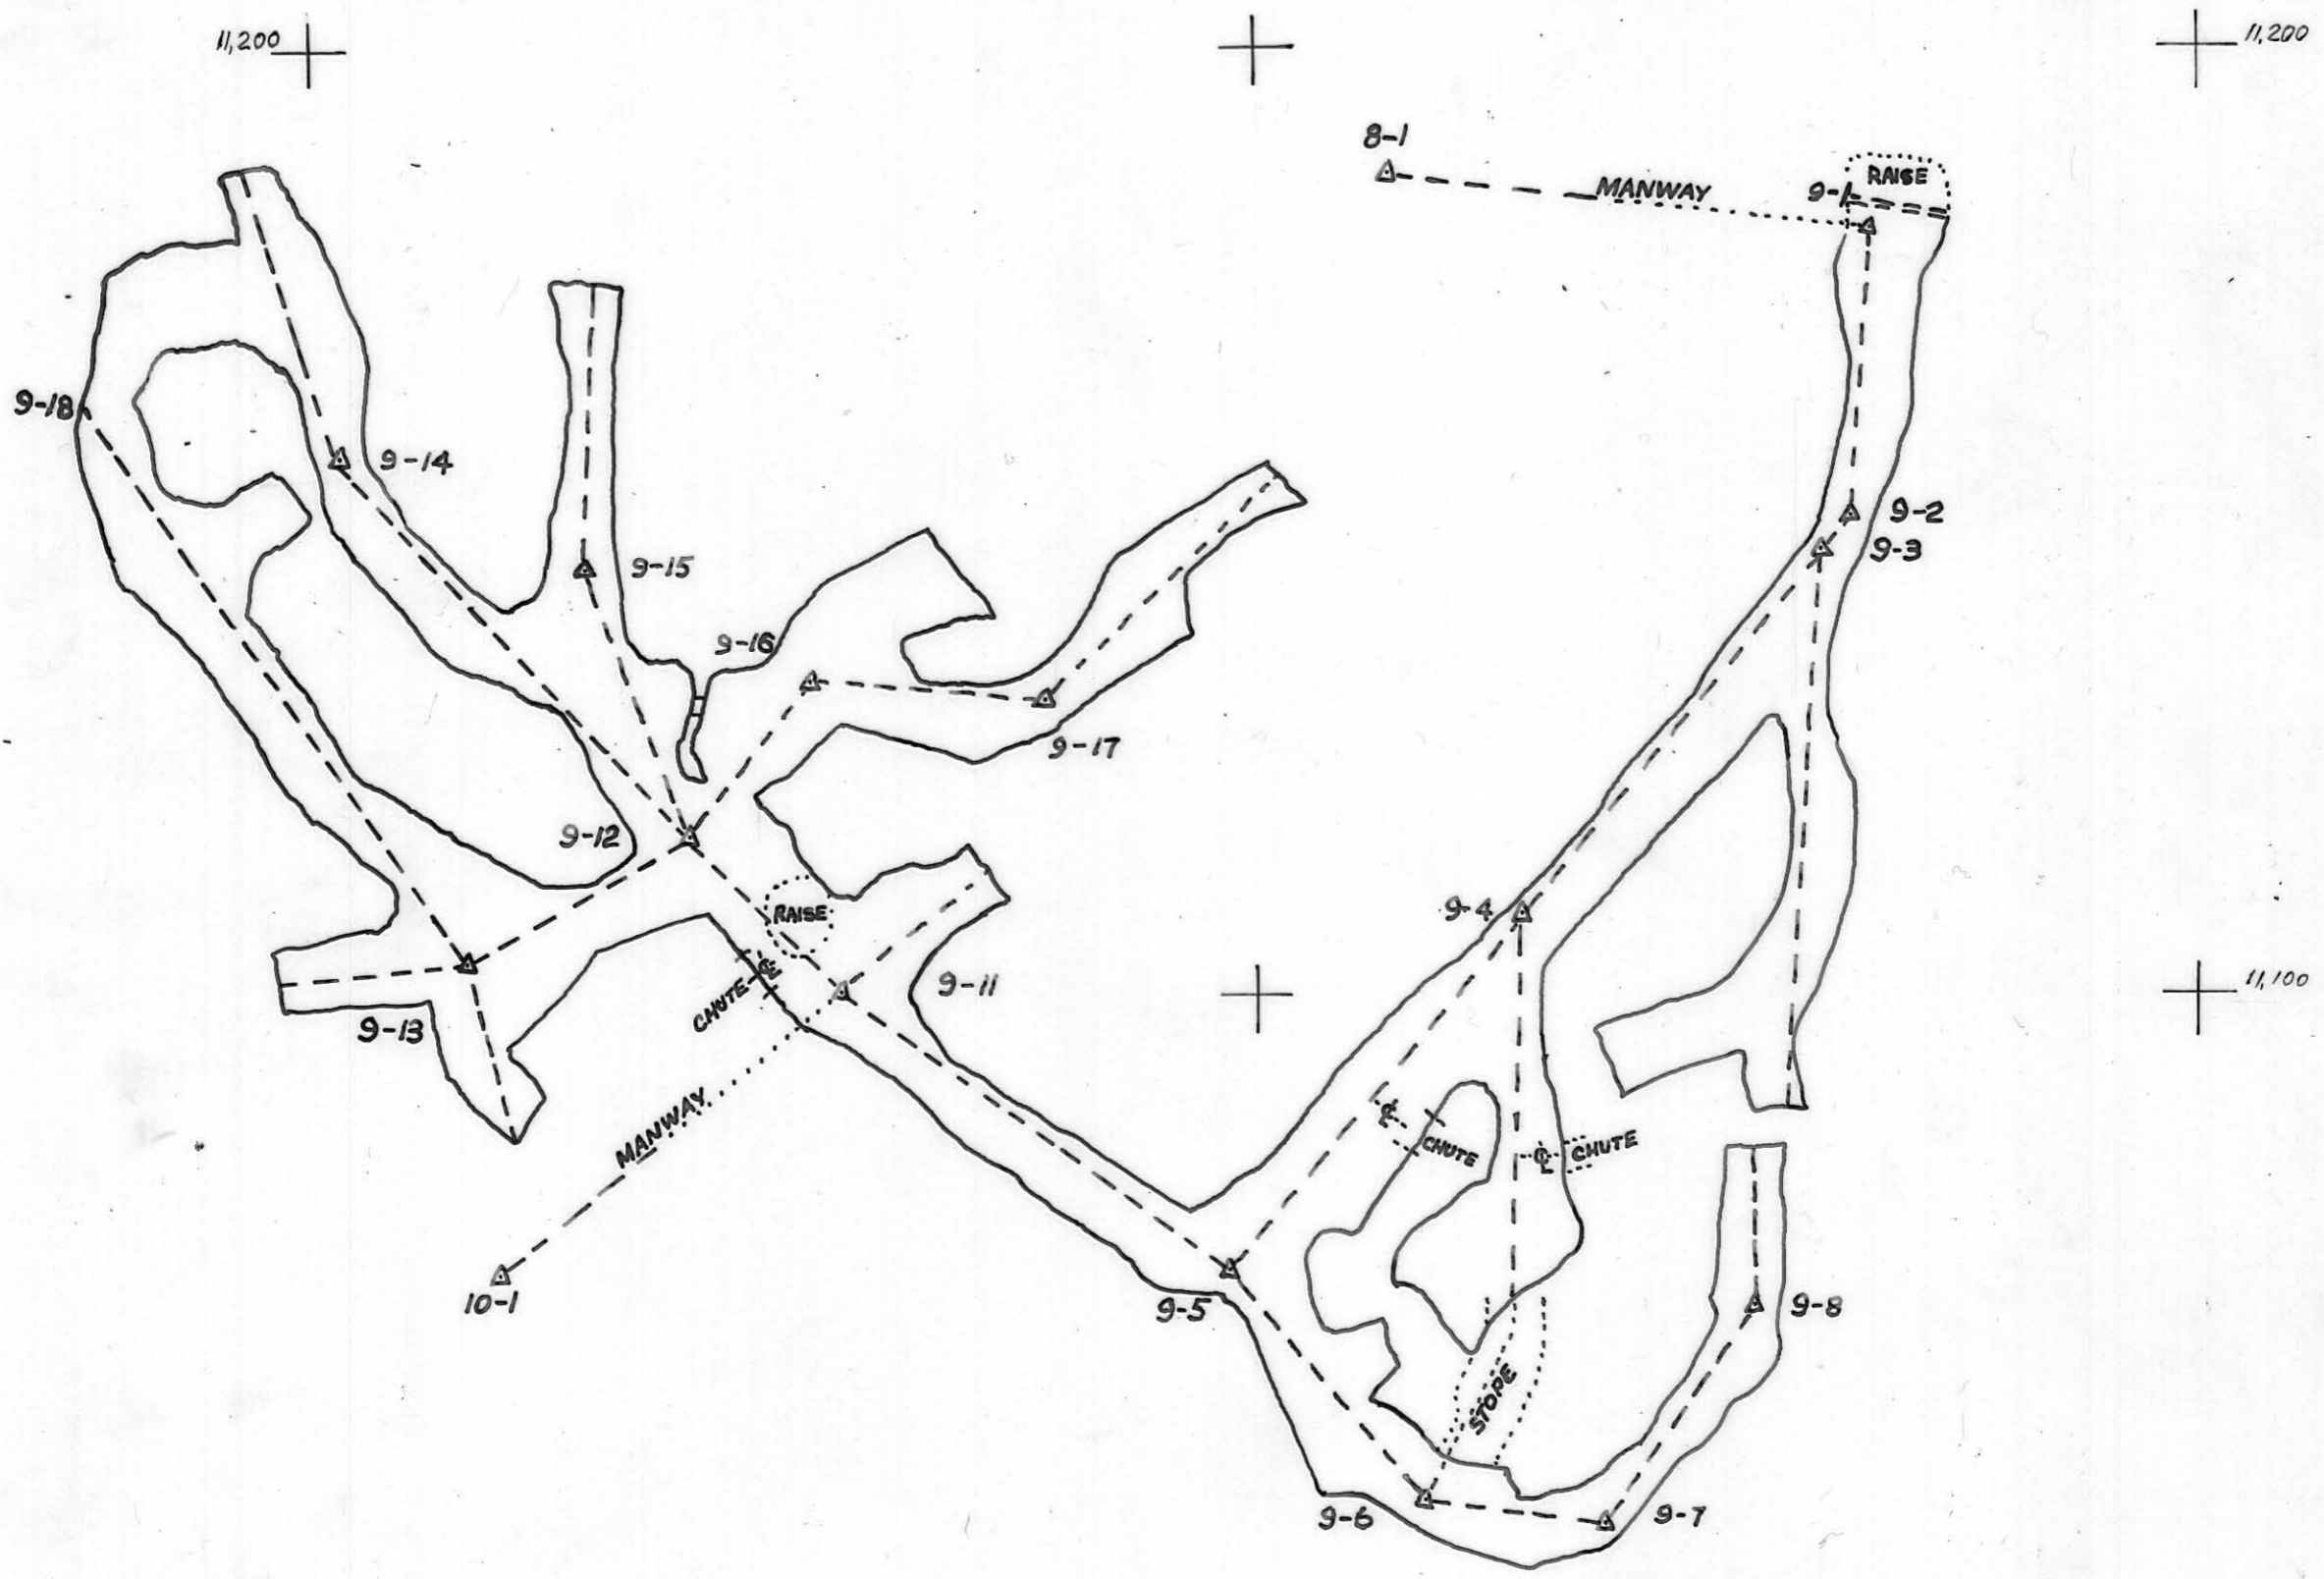 11,200
11,200
8-1
MANWAY
RAISE
9-1
9-18
9-14
9-15
9-2
9-3
9-16
9-17
9-12
RAISE
9-4
℄
CHUTE
9-11
11,100
9-13
MANWAY
℄
CHUTE
℄ CHUTE
10-1
9-5
9-8
STOPE
9-6
9-7